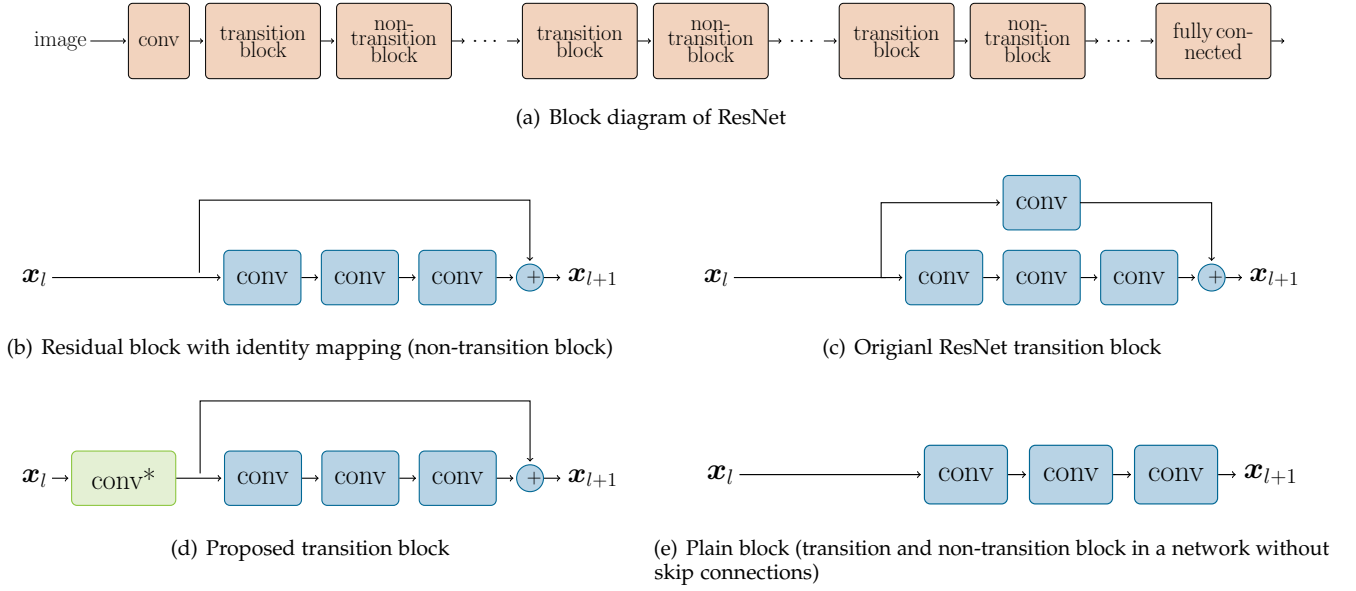 image conv transition block non-transition block · · · transition block non-transition block · · · transition block non-transition block · · · fully con-nected
(a) Block diagram of ResNet
conv
x_l conv conv conv + x_{l+1}
x_l conv conv conv + x_{l+1}
(b) Residual block with identity mapping (non-transition block)
(c) Origianl ResNet transition block
x_l conv* conv conv conv + x_{l+1}
x_l conv conv conv x_{l+1}
(d) Proposed transition block
(e) Plain block (transition and non-transition block in a network without
skip connections)